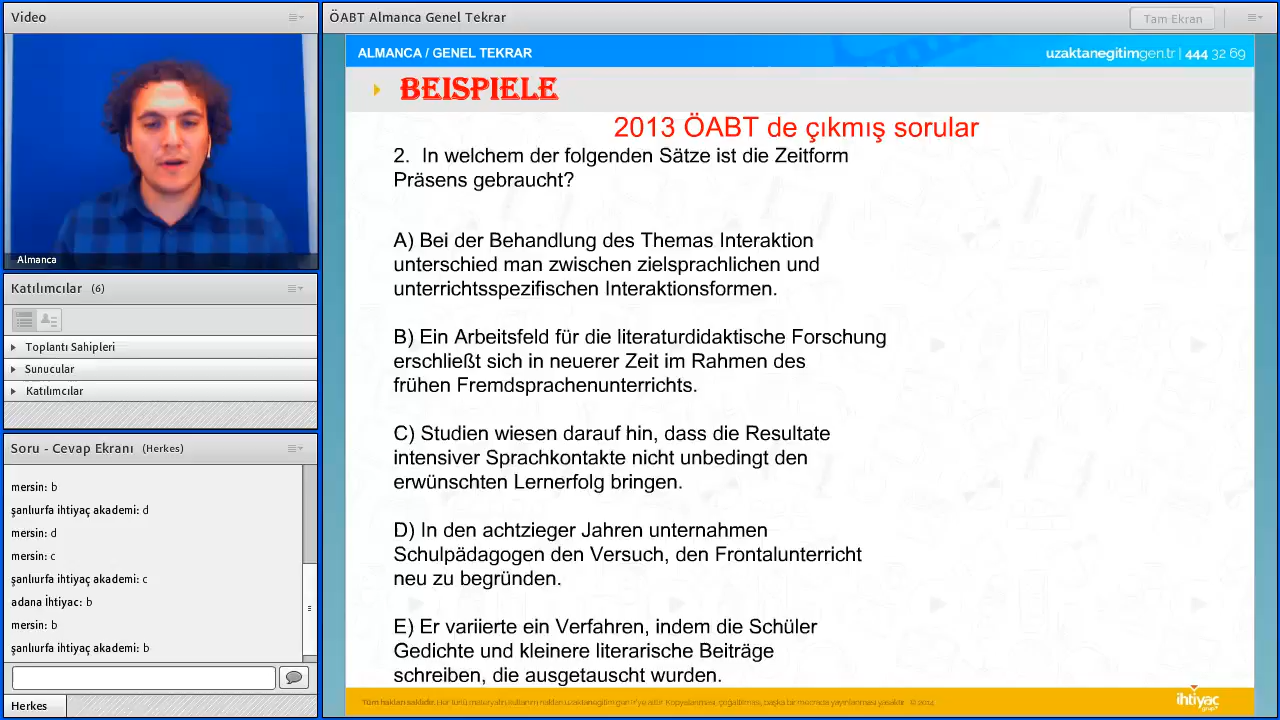 Video
Almanca
Katılımcılar (6)
Toplantı Sahipleri
Sunucular
Katılımcılar
Soru - Cevap Ekranı (Herkes)
mersin: b
şanlıurfa ihtiyaç akademi: d
mersin: d
mersin: c
şanlıurfa ihtiyaç akademi: c
adana İhtiyaç: b
mersin: b
şanlıurfa ihtiyaç akademi: b
Herkes
ÖABT Almanca Genel Tekrar
Tam Ekran
ALMANCA / GENEL TEKRAR
uzaktanegitimgen.tr | 444 32 69
BEISPIELE
2013 ÖABT de çıkmış sorular
2. In welchem der folgenden Sätze ist die Zeitform
Präsens gebraucht?
A) Bei der Behandlung des Themas Interaktion
unterschied man zwischen zielsprachlichen und
unterrichtsspezifischen Interaktionsformen.
B) Ein Arbeitsfeld für die literaturdidaktische Forschung
erschließt sich in neuerer Zeit im Rahmen des
frühen Fremdsprachenunterrichts.
C) Studien wiesen darauf hin, dass die Resultate
intensiver Sprachkontakte nicht unbedingt den
erwünschten Lernerfolg bringen.
D) In den achtzieger Jahren unternahmen
Schulpädagogen den Versuch, den Frontalunterricht
neu zu begründen.
E) Er variierte ein Verfahren, indem die Schüler
Gedichte und kleinere literarische Beiträge
schreiben, die ausgetauscht wurden.
Tüm hakları saklıdır.
ihtiyaç